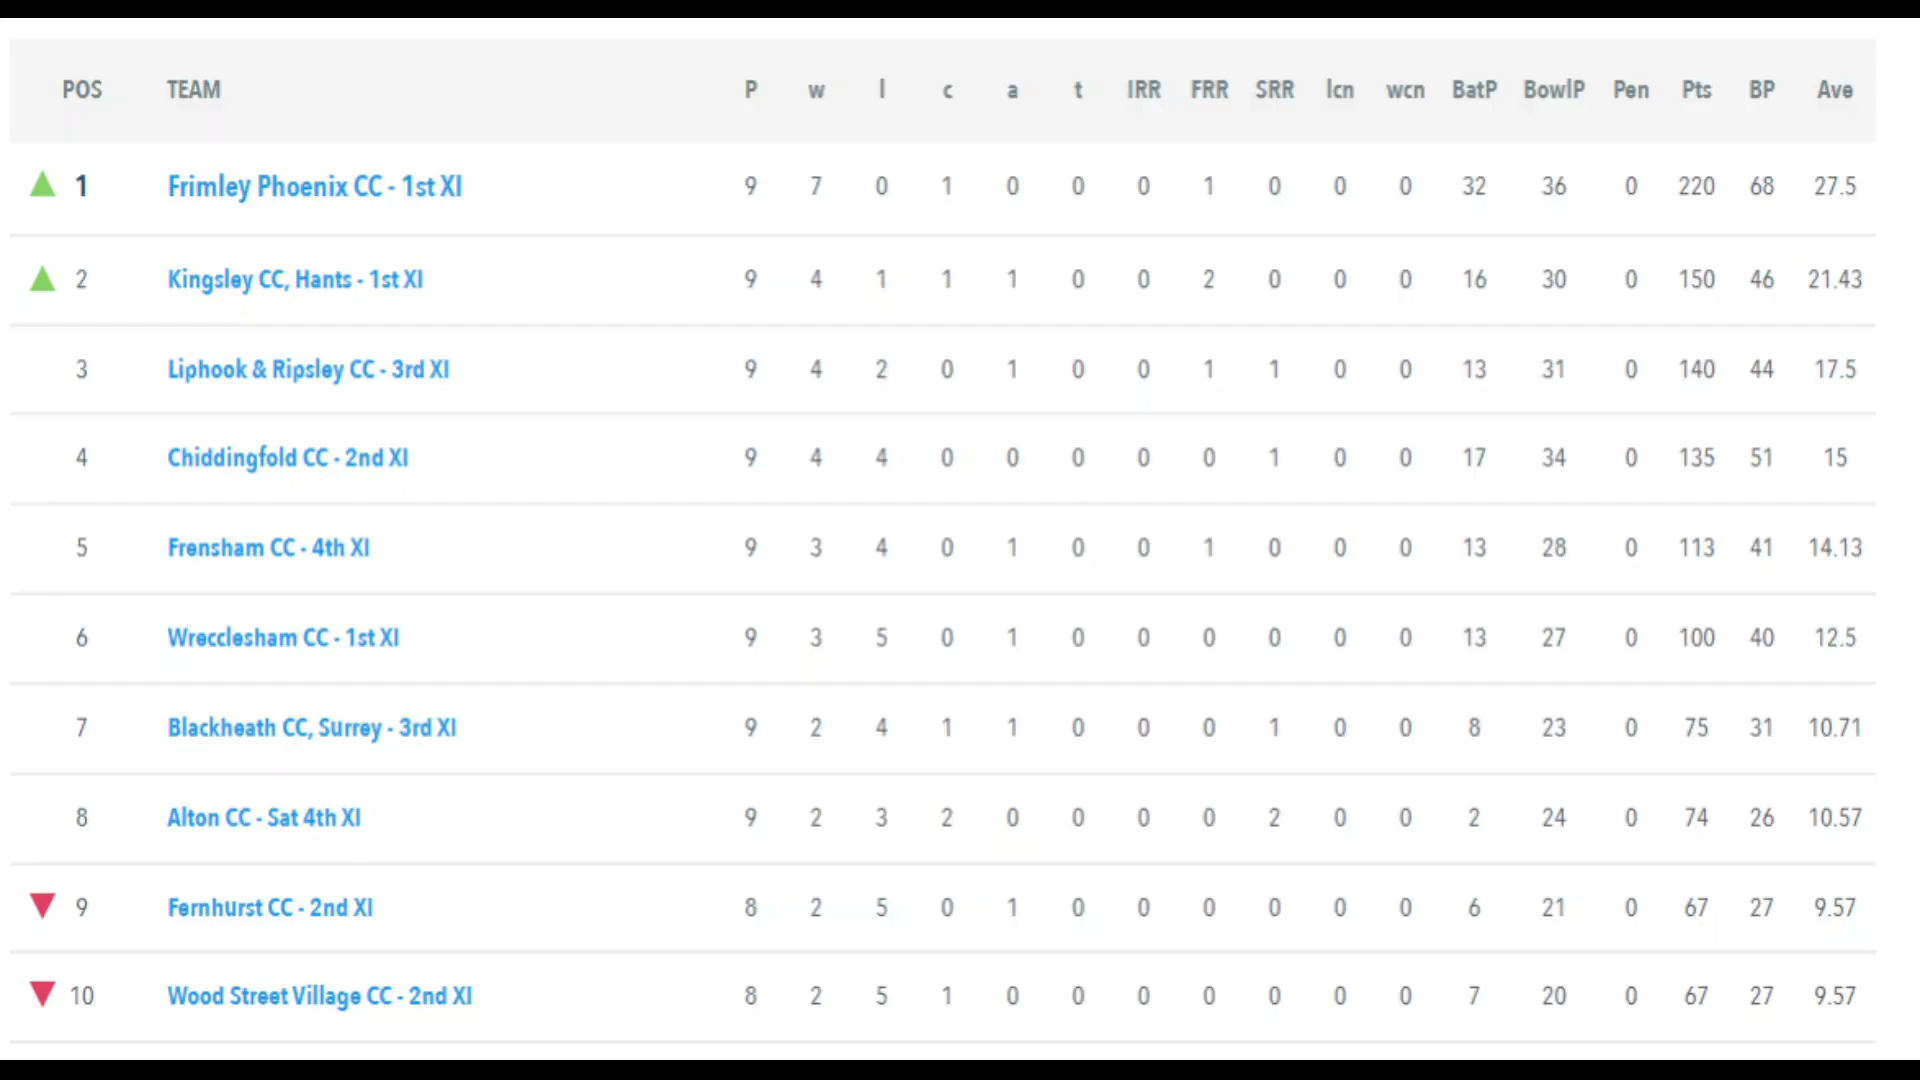 POS TEAM P w l c a t IRR FRR SRR lcn wcn BatP BowlP Pen Pts BP Ave
1 Frimley Phoenix CC - 1st XI 9 7 0 1 0 0 0 1 0 0 0 32 36 0 220 68 27.5
2 Kingsley CC, Hants - 1st XI 9 4 1 1 1 0 0 2 0 0 0 16 30 0 150 46 21.43
3 Liphook & Ripsley CC - 3rd XI 9 4 2 0 1 0 0 1 1 0 0 13 31 0 140 44 17.5
4 Chiddingfold CC - 2nd XI 9 4 4 0 0 0 0 0 1 0 0 17 34 0 135 51 15
5 Frensham CC - 4th XI 9 3 4 0 1 0 0 1 0 0 0 13 28 0 113 41 14.13
6 Wrecclesham CC - 1st XI 9 3 5 0 1 0 0 0 0 0 0 13 27 0 100 40 12.5
7 Blackheath CC, Surrey - 3rd XI 9 2 4 1 1 0 0 0 1 0 0 8 23 0 75 31 10.71
8 Alton CC - Sat 4th XI 9 2 3 2 0 0 0 0 2 0 0 2 24 0 74 26 10.57
9 Fernhurst CC - 2nd XI 8 2 5 0 1 0 0 0 0 0 0 6 21 0 67 27 9.57
10 Wood Street Village CC - 2nd XI 8 2 5 1 0 0 0 0 0 0 0 7 20 0 67 27 9.57